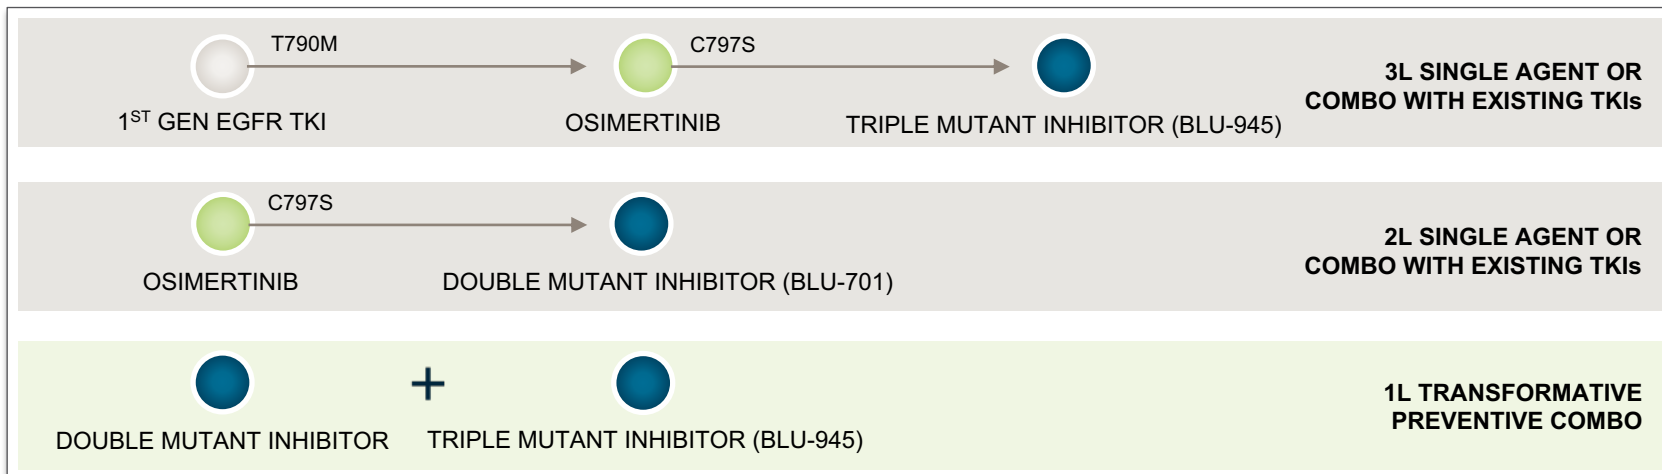 T790M
C797S
1ST GEN EGFR TKI
OSIMERTINIB
TRIPLE MUTANT INHIBITOR (BLU-945)
3L SINGLE AGENT OR
COMBO WITH EXISTING TKIs
C797S
OSIMERTINIB
DOUBLE MUTANT INHIBITOR (BLU-701)
2L SINGLE AGENT OR
COMBO WITH EXISTING TKIs
+
DOUBLE MUTANT INHIBITOR
TRIPLE MUTANT INHIBITOR (BLU-945)
1L TRANSFORMATIVE
PREVENTIVE COMBO